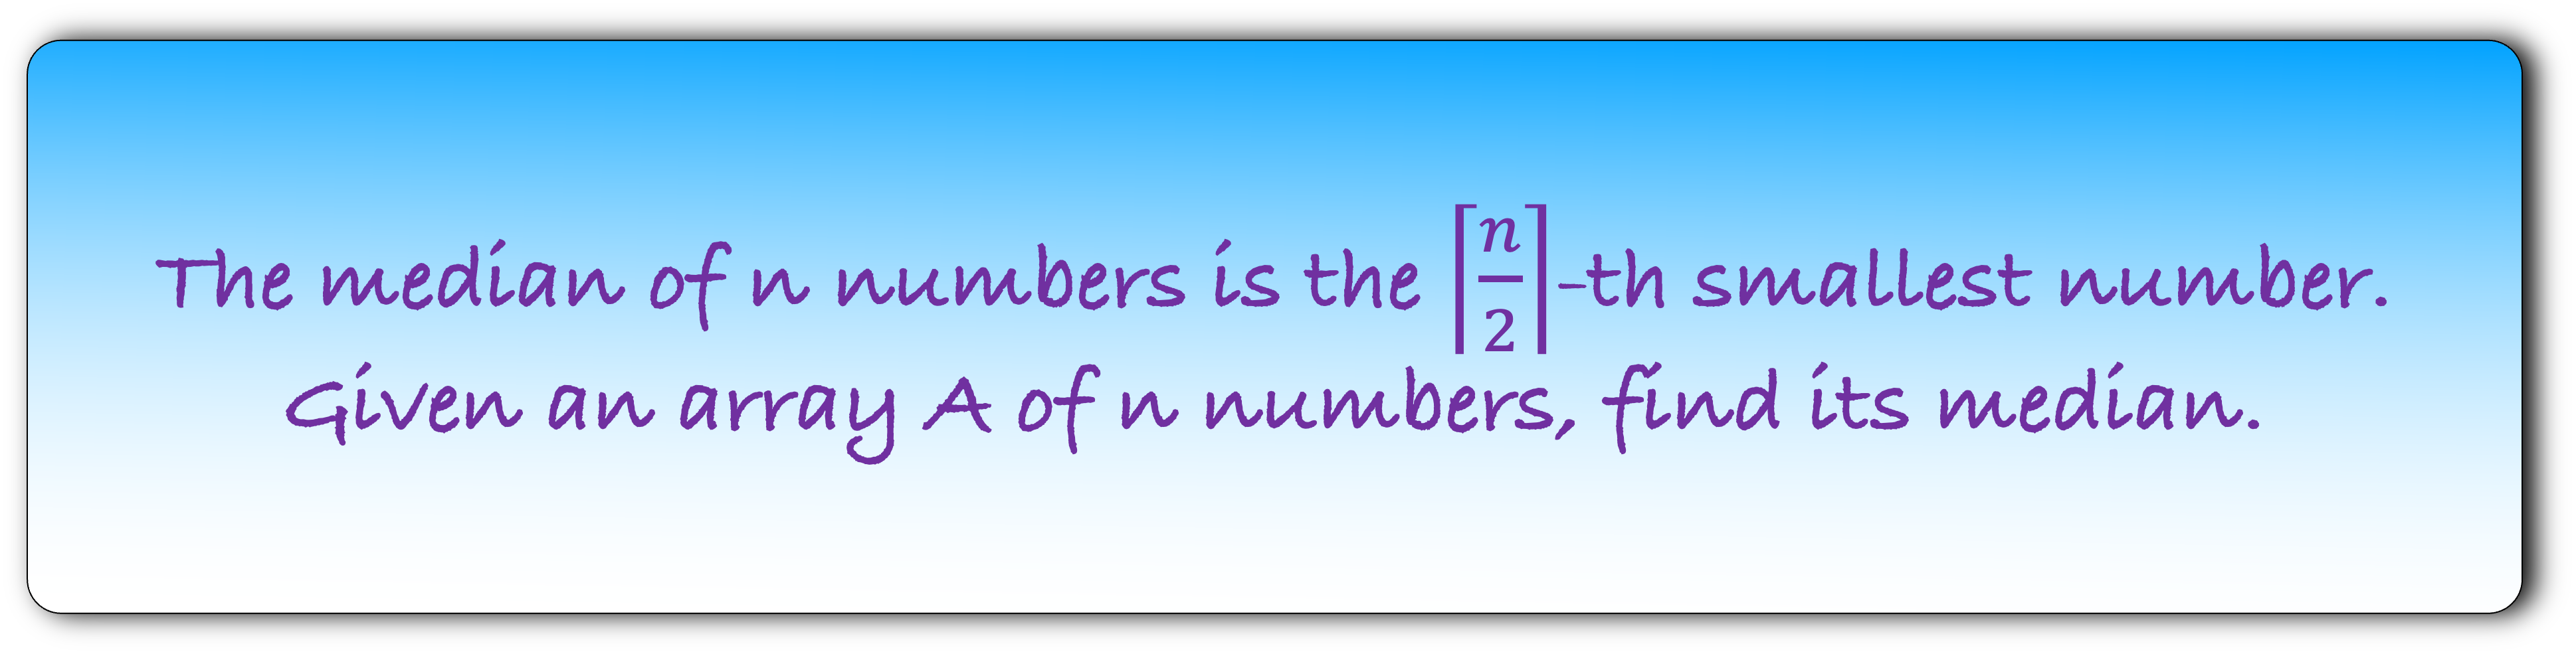 The median of n numbers is the ⌈n/2⌉-th smallest number.
Given an array A of n numbers, find its median.